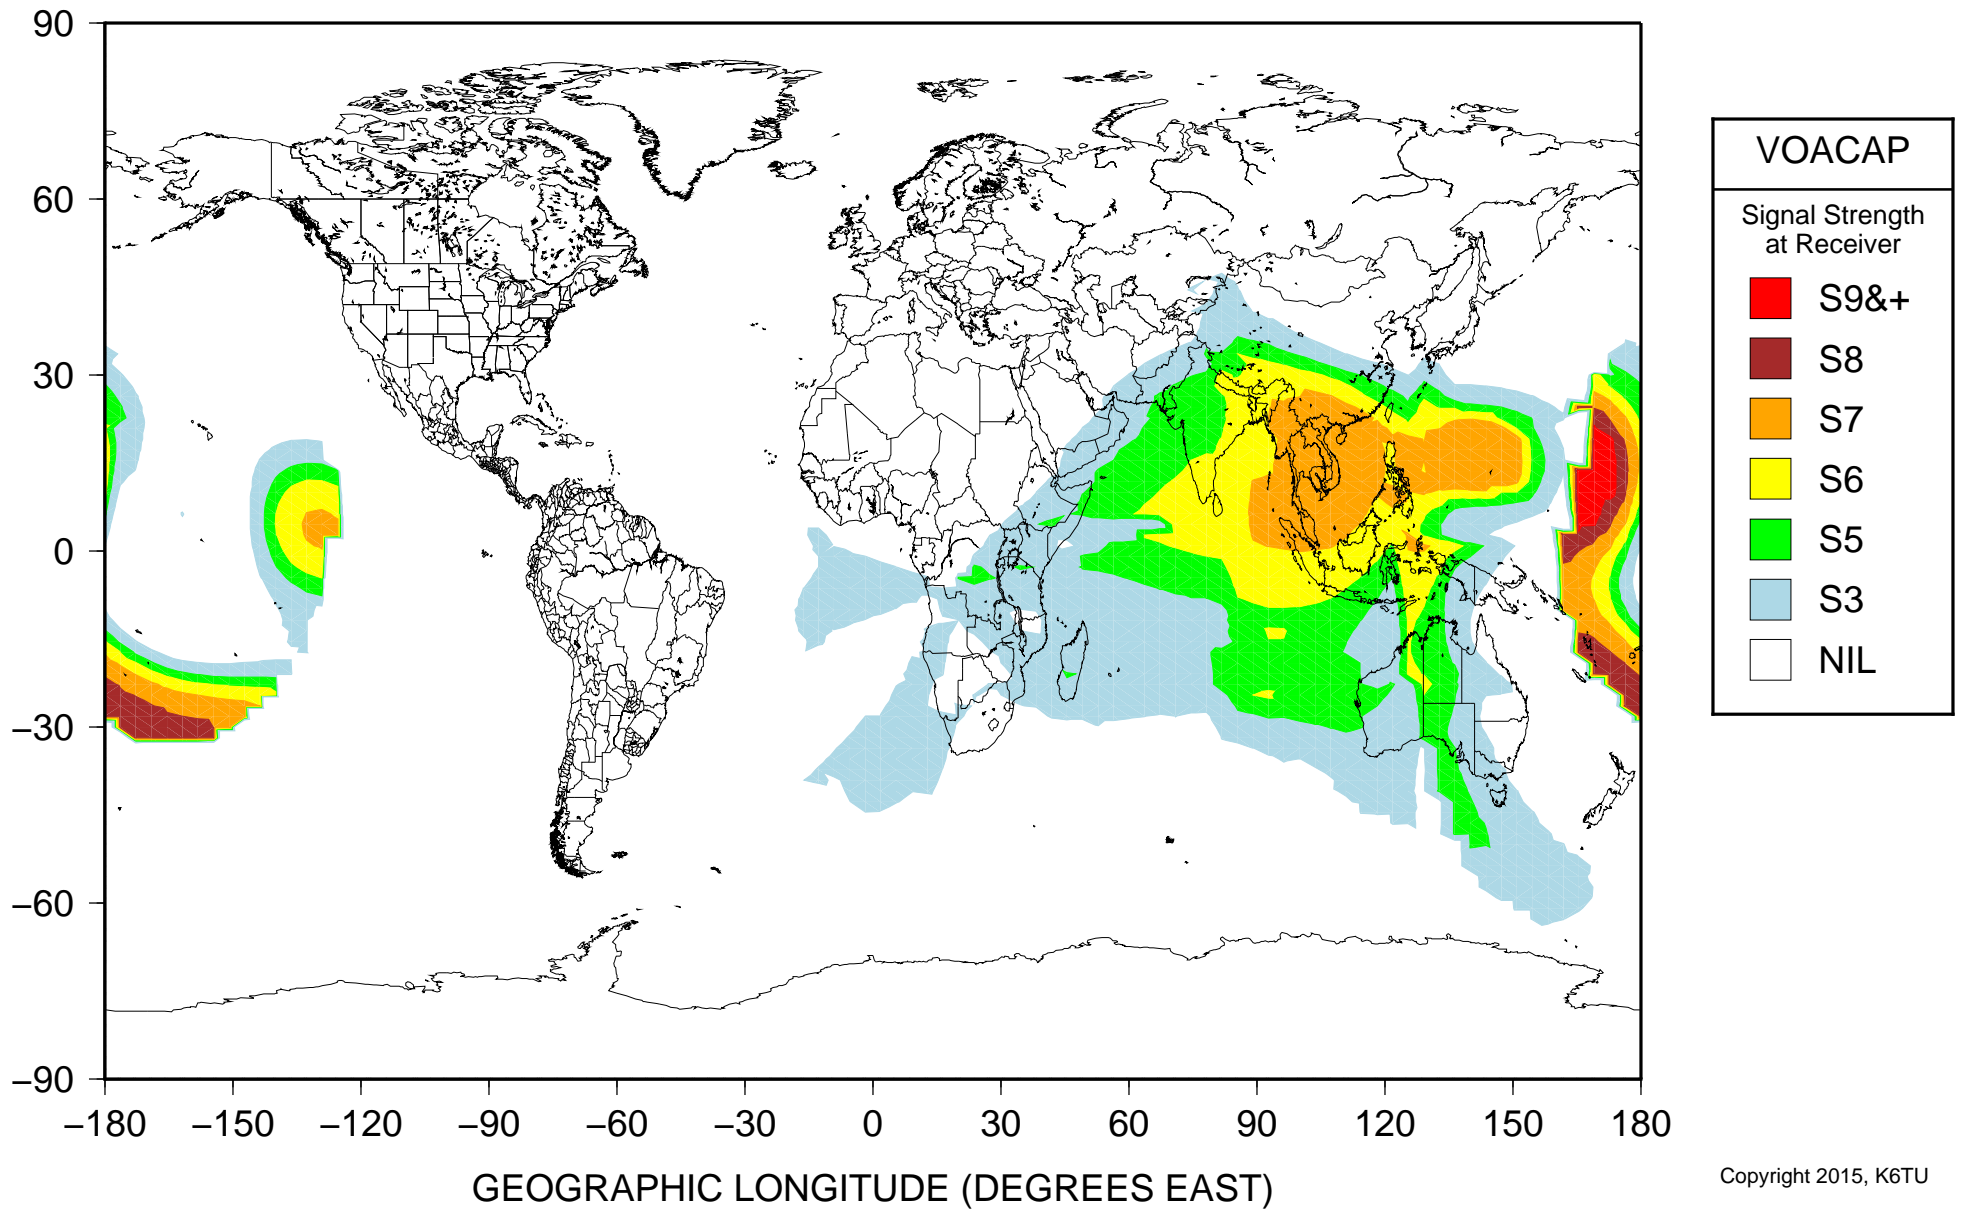 90
60
30
0
−30
−60
−90
−180 −150 −120 −90 −60 −30 0 30 60 90 120 150 180
GEOGRAPHIC LONGITUDE (DEGREES EAST)
VOACAP
Signal Strength
at Receiver
S9&+
S8
S7
S6
S5
S3
NIL
Copyright 2015, K6TU